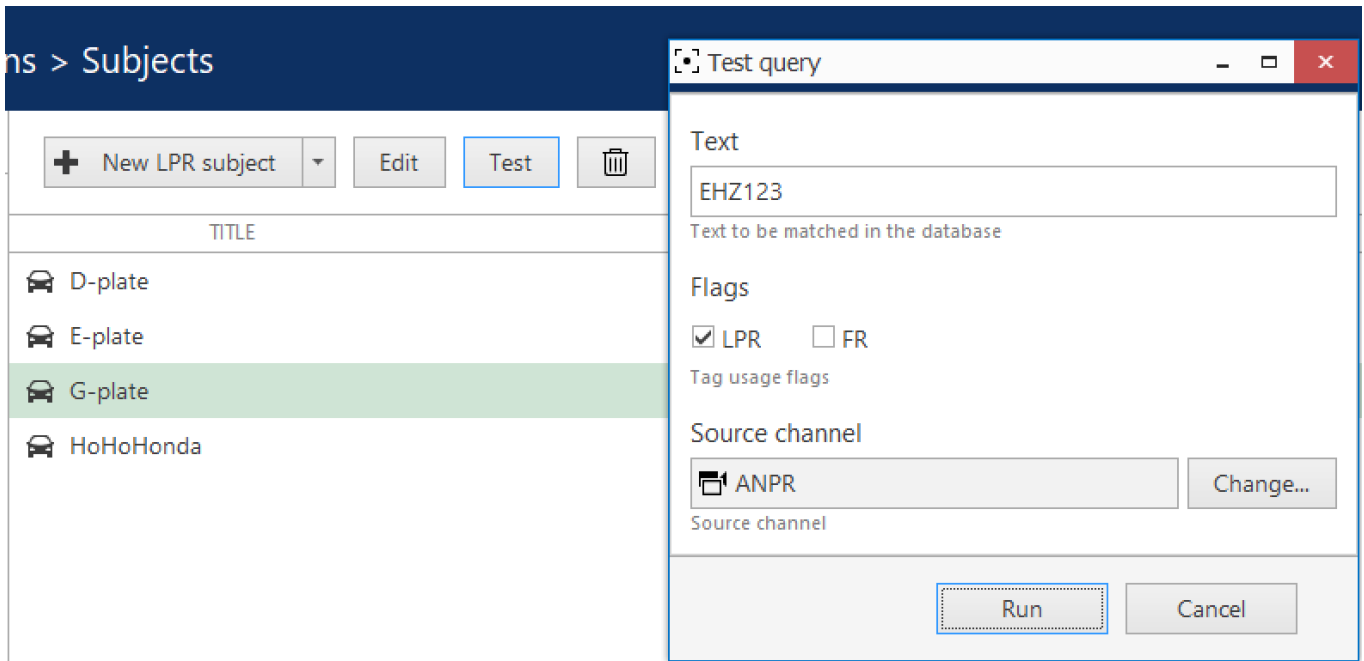 ns > Subjects
New LPR subject
Edit
Test
TITLE
D-plate
E-plate
G-plate
HoHoHonda
Test query
Text
EHZ123
Text to be matched in the database
Flags
LPR
FR
Tag usage flags
Source channel
ANPR
Change...
Source channel
Run
Cancel